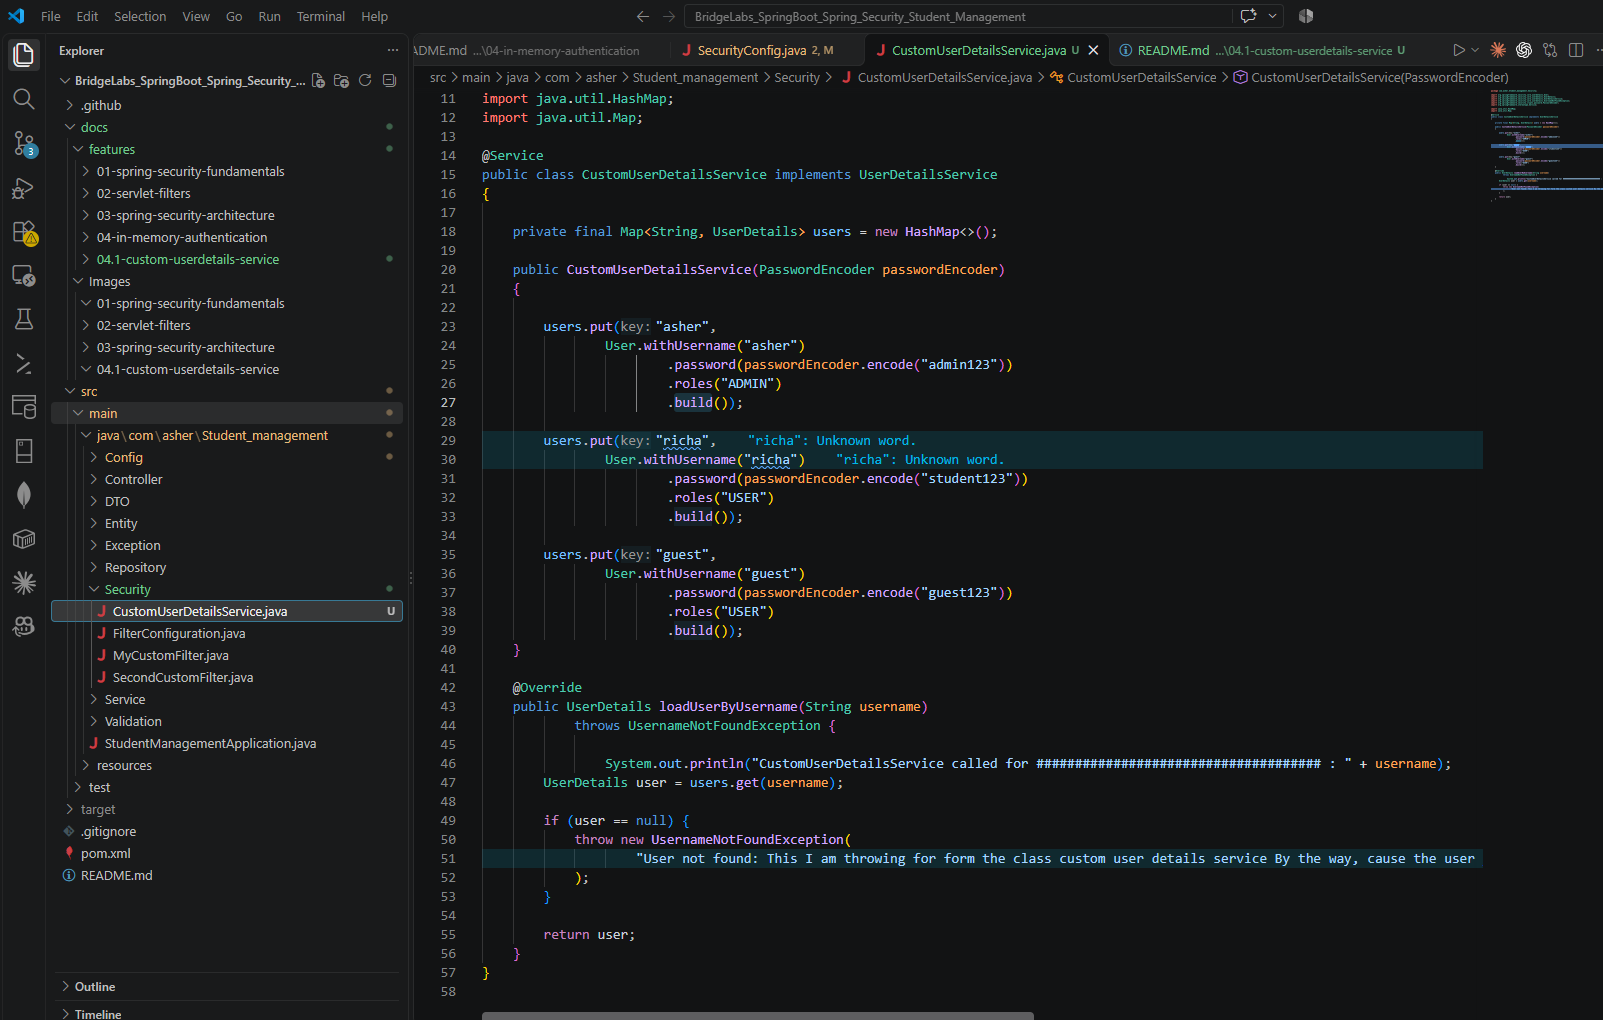 File Edit Selection View Go Run Terminal Help
BridgeLabs_SpringBoot_Spring_Security_Student_Management
Explorer
BridgeLabs_SpringBoot_Spring_Security_...
.github
docs
features
01-spring-security-fundamentals
02-servlet-filters
03-spring-security-architecture
04-in-memory-authentication
04.1-custom-userdetails-service
Images
01-spring-security-fundamentals
02-servlet-filters
03-spring-security-architecture
04.1-custom-userdetails-service
src
main
java\com\asher\Student_management
Config
Controller
DTO
Entity
Exception
Repository
Security
CustomUserDetailsService.java U
FilterConfiguration.java
MyCustomFilter.java
SecondCustomFilter.java
Service
Validation
StudentManagementApplication.java
resources
test
target
.gitignore
pom.xml
README.md
Outline
Timeline
3
ADME.md ...\04-in-memory-authentication
SecurityConfig.java 2, M
CustomUserDetailsService.java U
README.md ...\04.1-custom-userdetails-service U
src > main > java > com > asher > Student_management > Security > CustomUserDetailsService.java > CustomUserDetailsService > CustomUserDetailsService(PasswordEncoder)
11 import java.util.HashMap;
12 import java.util.Map;
13
14 @Service
15 public class CustomUserDetailsService implements UserDetailsService
16 {
17
18 private final Map<String, UserDetails> users = new HashMap<>();
19
20 public CustomUserDetailsService(PasswordEncoder passwordEncoder)
21 {
22
23 users.put(key: "asher",
24 User.withUsername("asher")
25 .password(passwordEncoder.encode("admin123"))
26 .roles("ADMIN")
27 .build());
28
29 users.put(key: "richa", "richa": Unknown word.
30 User.withUsername("richa") "richa": Unknown word.
31 .password(passwordEncoder.encode("student123"))
32 .roles("USER")
33 .build());
34
35 users.put(key: "guest",
36 User.withUsername("guest")
37 .password(passwordEncoder.encode("guest123"))
38 .roles("USER")
39 .build());
40 }
41
42 @Override
43 public UserDetails loadUserByUsername(String username)
44 throws UsernameNotFoundException {
45
46 System.out.println("CustomUserDetailsService called for ##################################### : " + username);
47 UserDetails user = users.get(username);
48
49 if (user == null) {
50 throw new UsernameNotFoundException(
51 "User not found: This I am throwing for form the class custom user details service By the way, cause the user
52 );
53 }
54
55 return user;
56 }
57 }
58